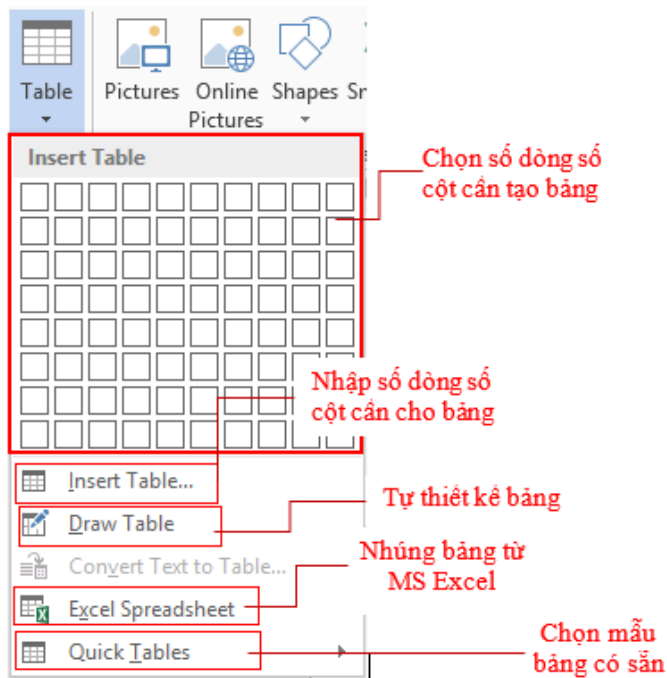 Table
Pictures
Online
Pictures
Shapes
Insert Table
Chọn số dòng số
cột cần tạo bảng
Nhập số dòng số
cột cần cho bảng
Insert Table...
Draw Table
Tự thiết kế bảng
Convert Text to Table...
Nhúng bảng từ
MS Excel
Excel Spreadsheet
Quick Tables
Chọn mẫu
bảng có sẵn